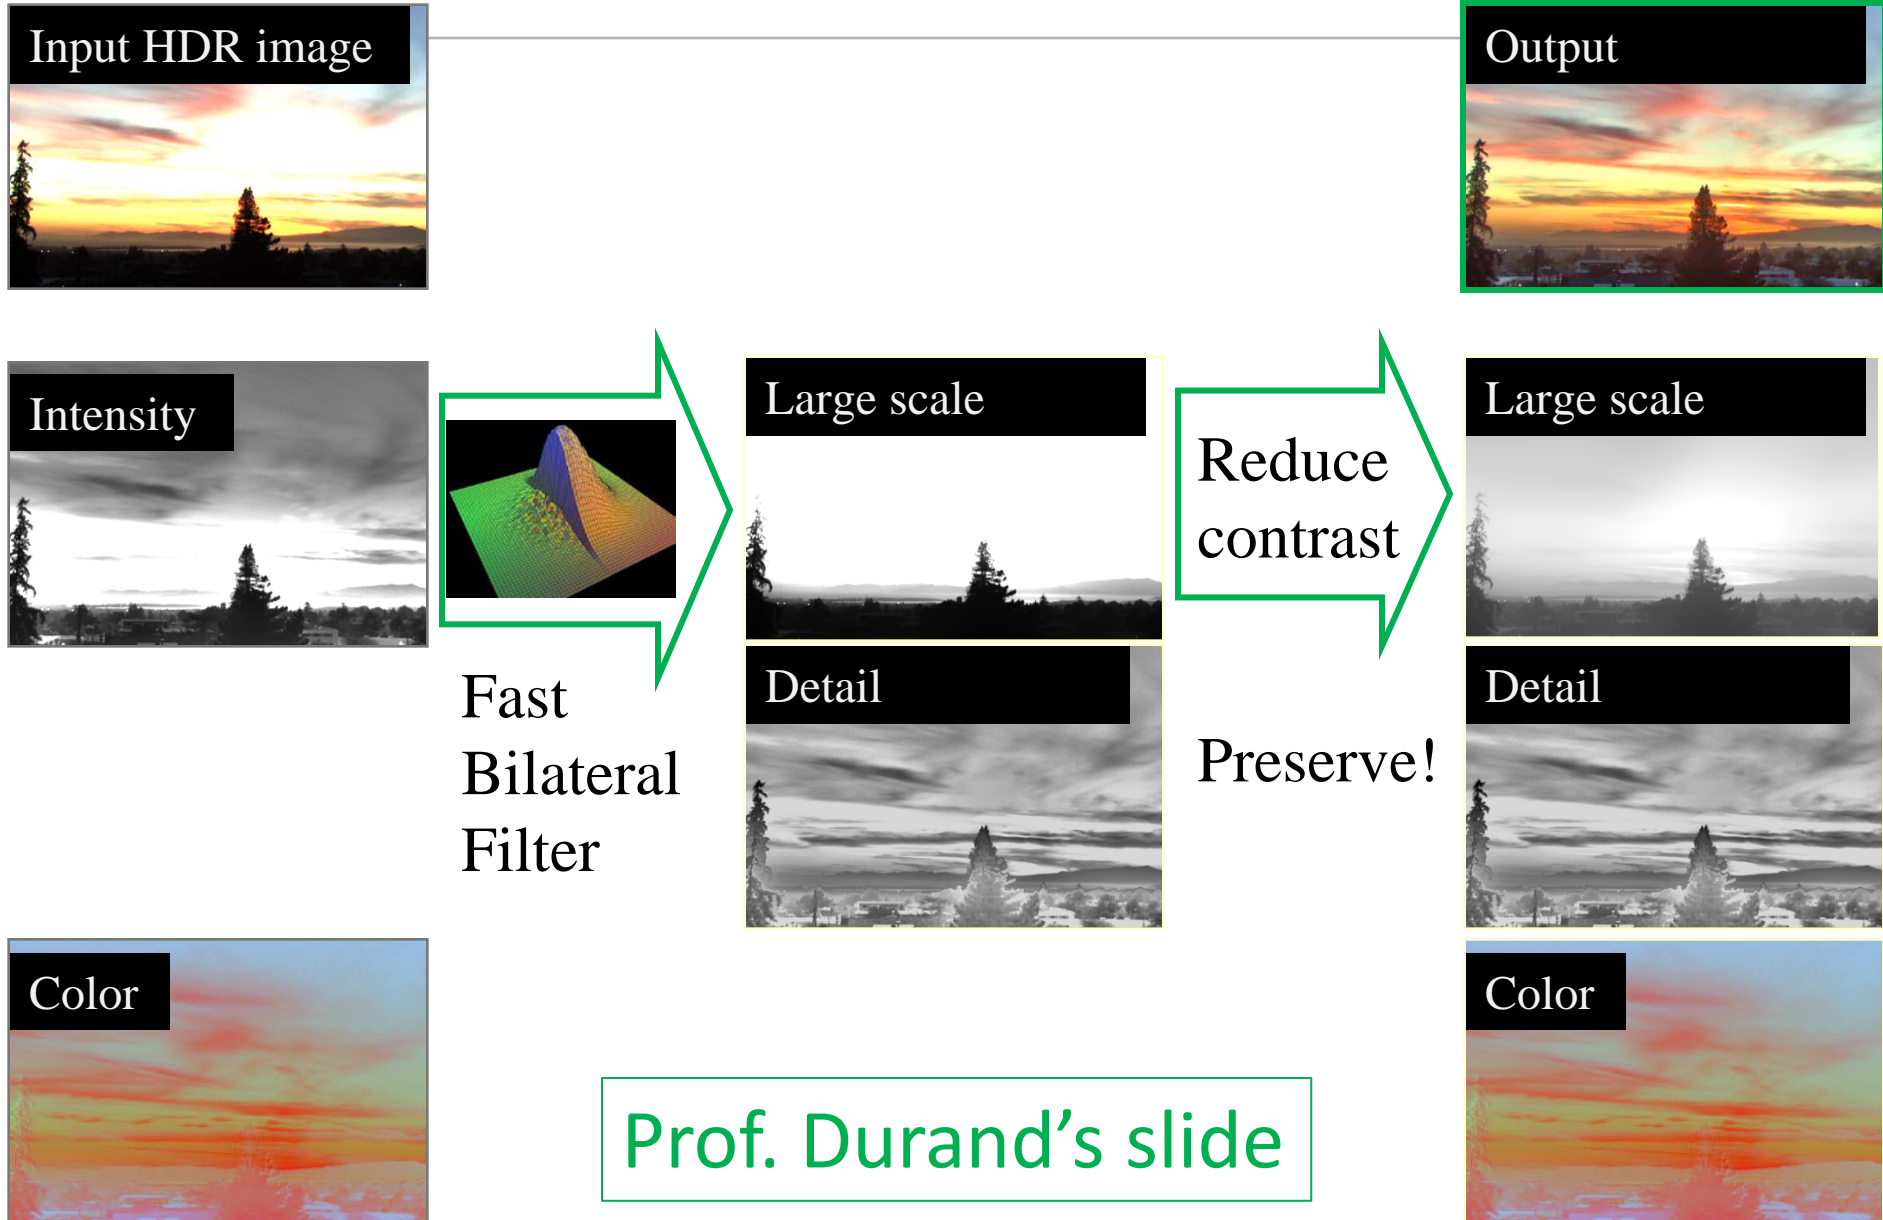 Input HDR image
Output
Intensity
Large scale
Reduce
contrast
Large scale
Fast
Bilateral
Filter
Detail
Preserve!
Detail
Color
Color
Prof. Durand’s slide